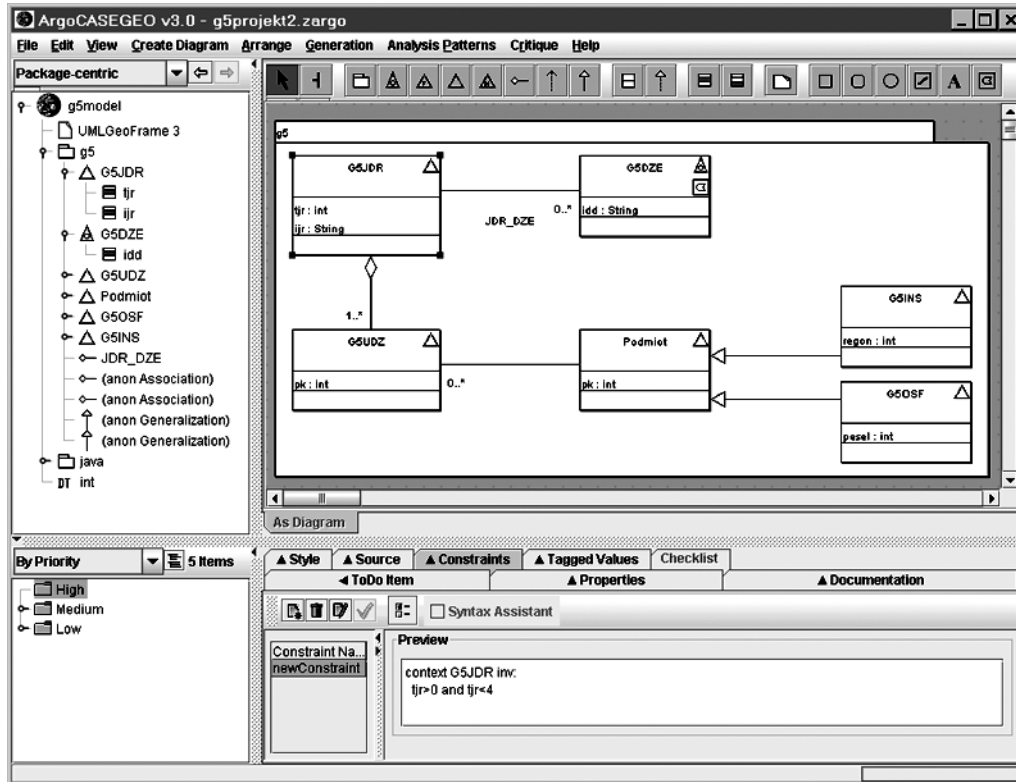 ArgoCASEGEO v3.0 - g5projekt2.zargo
File Edit View Create Diagram Arrange Generation Analysis Patterns Critique Help
Package-centric
g5model
UMLGeoFrame 3
g5
G5JDR
tjr
ijr
G5DZE
idd
G5UDZ
Podmiot
G5OSF
G5INS
JDR_DZE
(anon Association)
(anon Association)
(anon Generalization)
(anon Generalization)
java
DT int
A
g5
G5JDR
tjr : int
ijr : String
JDR_DZE
0..*
G5DZE
idd : String
1..*
G5UDZ
pk : int
0..*
Podmiot
pk : int
G5INS
regon : int
G5OSF
pesel : int
As Diagram
By Priority
5 Items
High
Medium
Low
Style Source Constraints Tagged Values Checklist
ToDo Item Properties Documentation
Syntax Assistant
Constraint Na...
newConstraint
Preview
context G5JDR inv:
tjr>0 and tjr<4